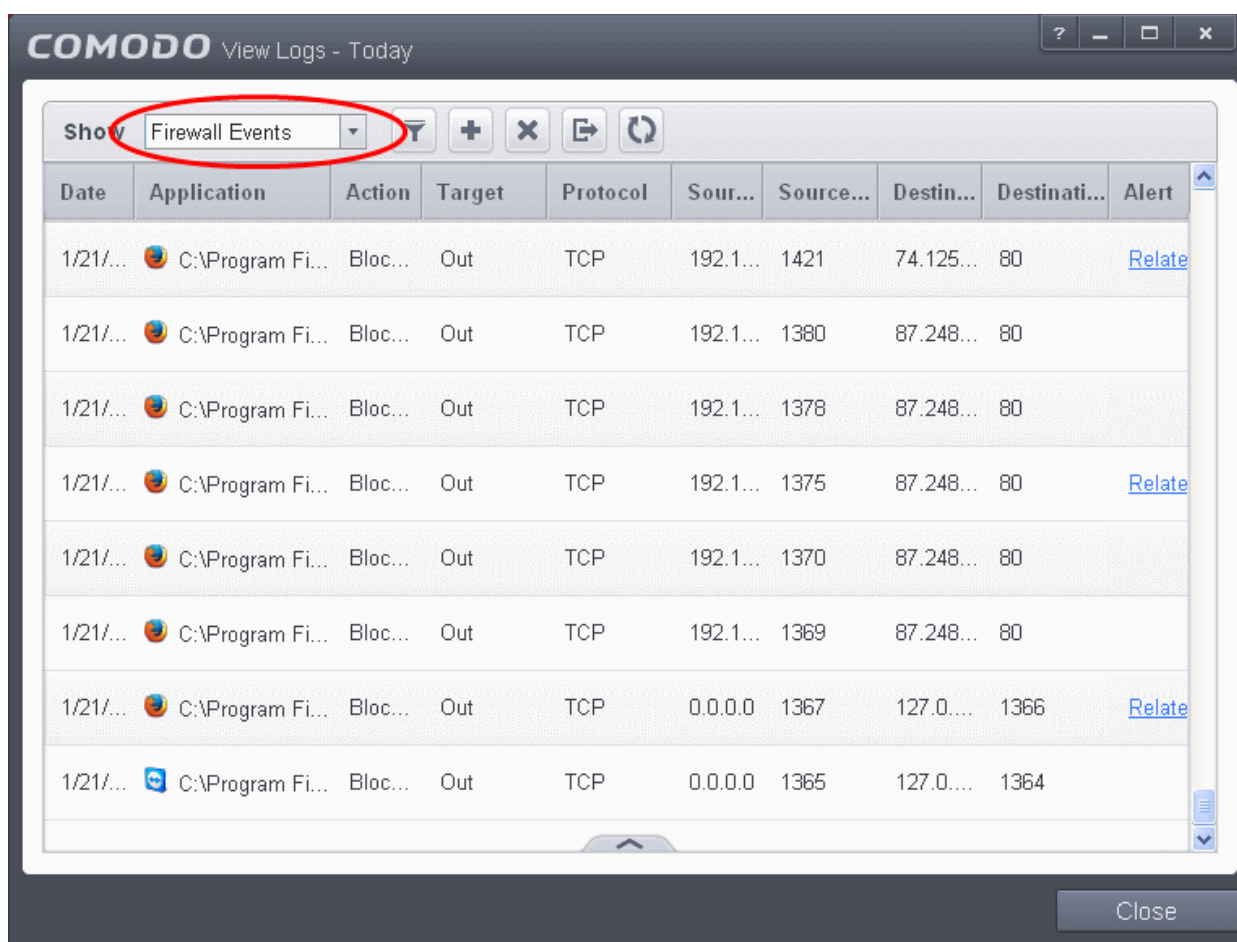 COMODO View Logs - Today
Show Firewall Events
Date Application Action Target Protocol Sour... Source... Destin... Destinati... Alert
1/21/... C:\Program Fi... Bloc... Out TCP 192.1... 1421 74.125... 80 Relate
1/21/... C:\Program Fi... Bloc... Out TCP 192.1... 1380 87.248... 80
1/21/... C:\Program Fi... Bloc... Out TCP 192.1... 1378 87.248... 80
1/21/... C:\Program Fi... Bloc... Out TCP 192.1... 1375 87.248... 80 Relate
1/21/... C:\Program Fi... Bloc... Out TCP 192.1... 1370 87.248... 80
1/21/... C:\Program Fi... Bloc... Out TCP 192.1... 1369 87.248... 80
1/21/... C:\Program Fi... Bloc... Out TCP 0.0.0.0 1367 127.0.... 1366 Relate
1/21/... C:\Program Fi... Bloc... Out TCP 0.0.0.0 1365 127.0.... 1364
Close